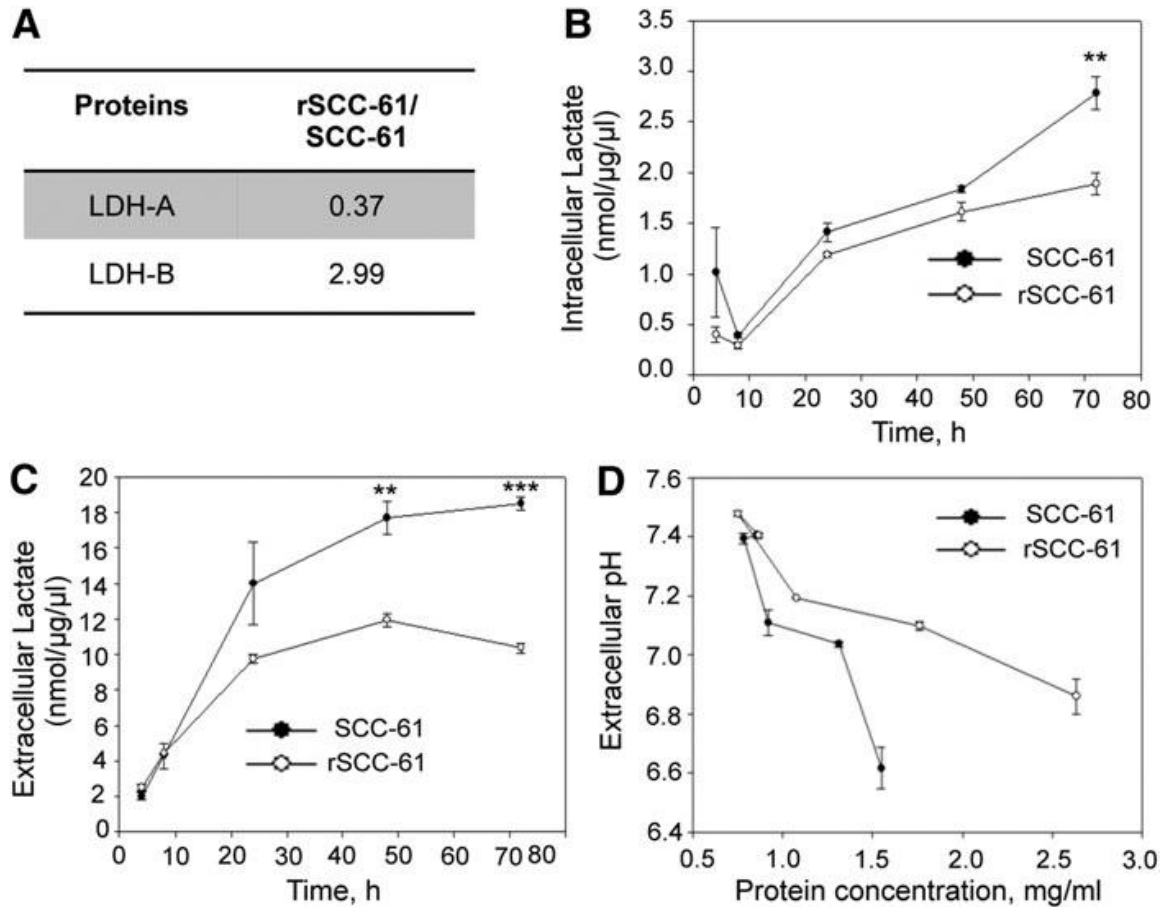 A
Proteins rSCC-61/
SCC-61
LDH-A 0.37
LDH-B 2.99
B
3.5
3.0
2.5
2.0
1.5
1.0
0.5
0.0
Intracellular Lactate
(nmol/µg/µl)
**
SCC-61
rSCC-61
0 10 20 30 40 50 60 70 80
Time, h
C
20
18
16
14
12
10
8
6
4
2
0
Extracellular Lactate
(nmol/µg/µl)
** ***
SCC-61
rSCC-61
0 10 20 30 40 50 60 70 80
Time, h
D
7.6
7.4
7.2
7.0
6.8
6.6
6.4
Extracellular pH
SCC-61
rSCC-61
0.5 1.0 1.5 2.0 2.5 3.0
Protein concentration, mg/ml